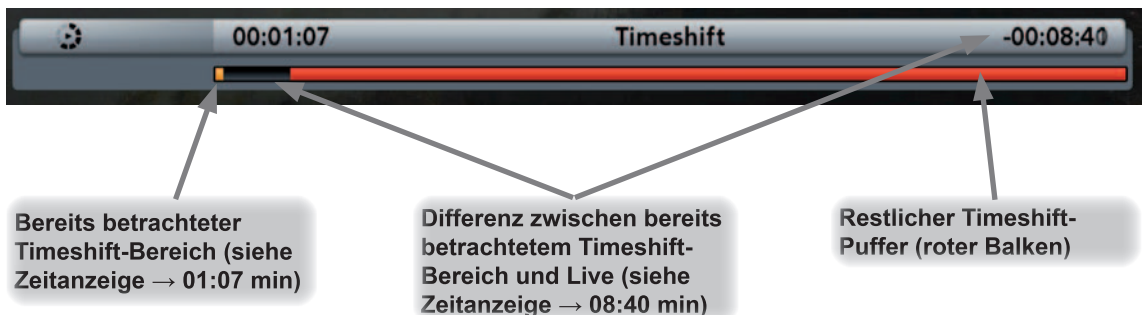 00:01:07 Timeshift -00:08:40
Bereits betrachteter
Timeshift-Bereich (siehe
Zeitanzeige → 01:07 min)
Differenz zwischen bereits
betrachtetem Timeshift-
Bereich und Live (siehe
Zeitanzeige → 08:40 min)
Restlicher Timeshift-
Puffer (roter Balken)